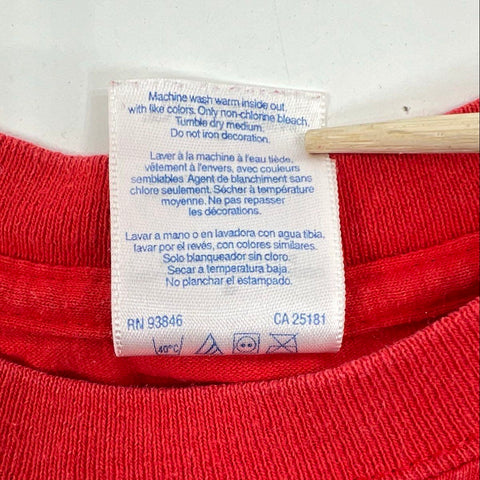 Machine wash warm inside out
with like colors. Only non-chlorine bleach.
Tumble dry medium.
Do not iron decoration.
Laver à la machine à l'eau tiède,
vêtement à l'envers, avec couleurs
semblables Agent de blanchiment sans
chlore seulement. Sécher à température
moyenne. Ne pas repasser
les décorations.
Lavar a mano o en lavadora con agua tibia,
lavar por el revés, con colores similares.
Solo blanqueador sin cloro.
Secar a temperatura baja.
No planchar el estampado.
RN 93846 CA 25181
40°C